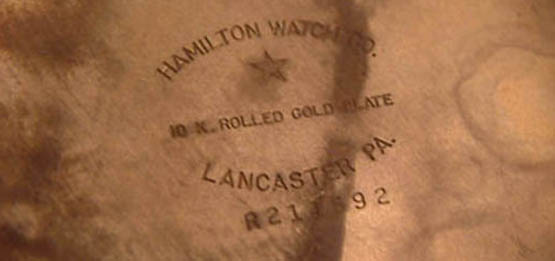 HAMILTON WATCH CO.
10 K. ROLLED GOLD PLATE
LANCASTER PA.